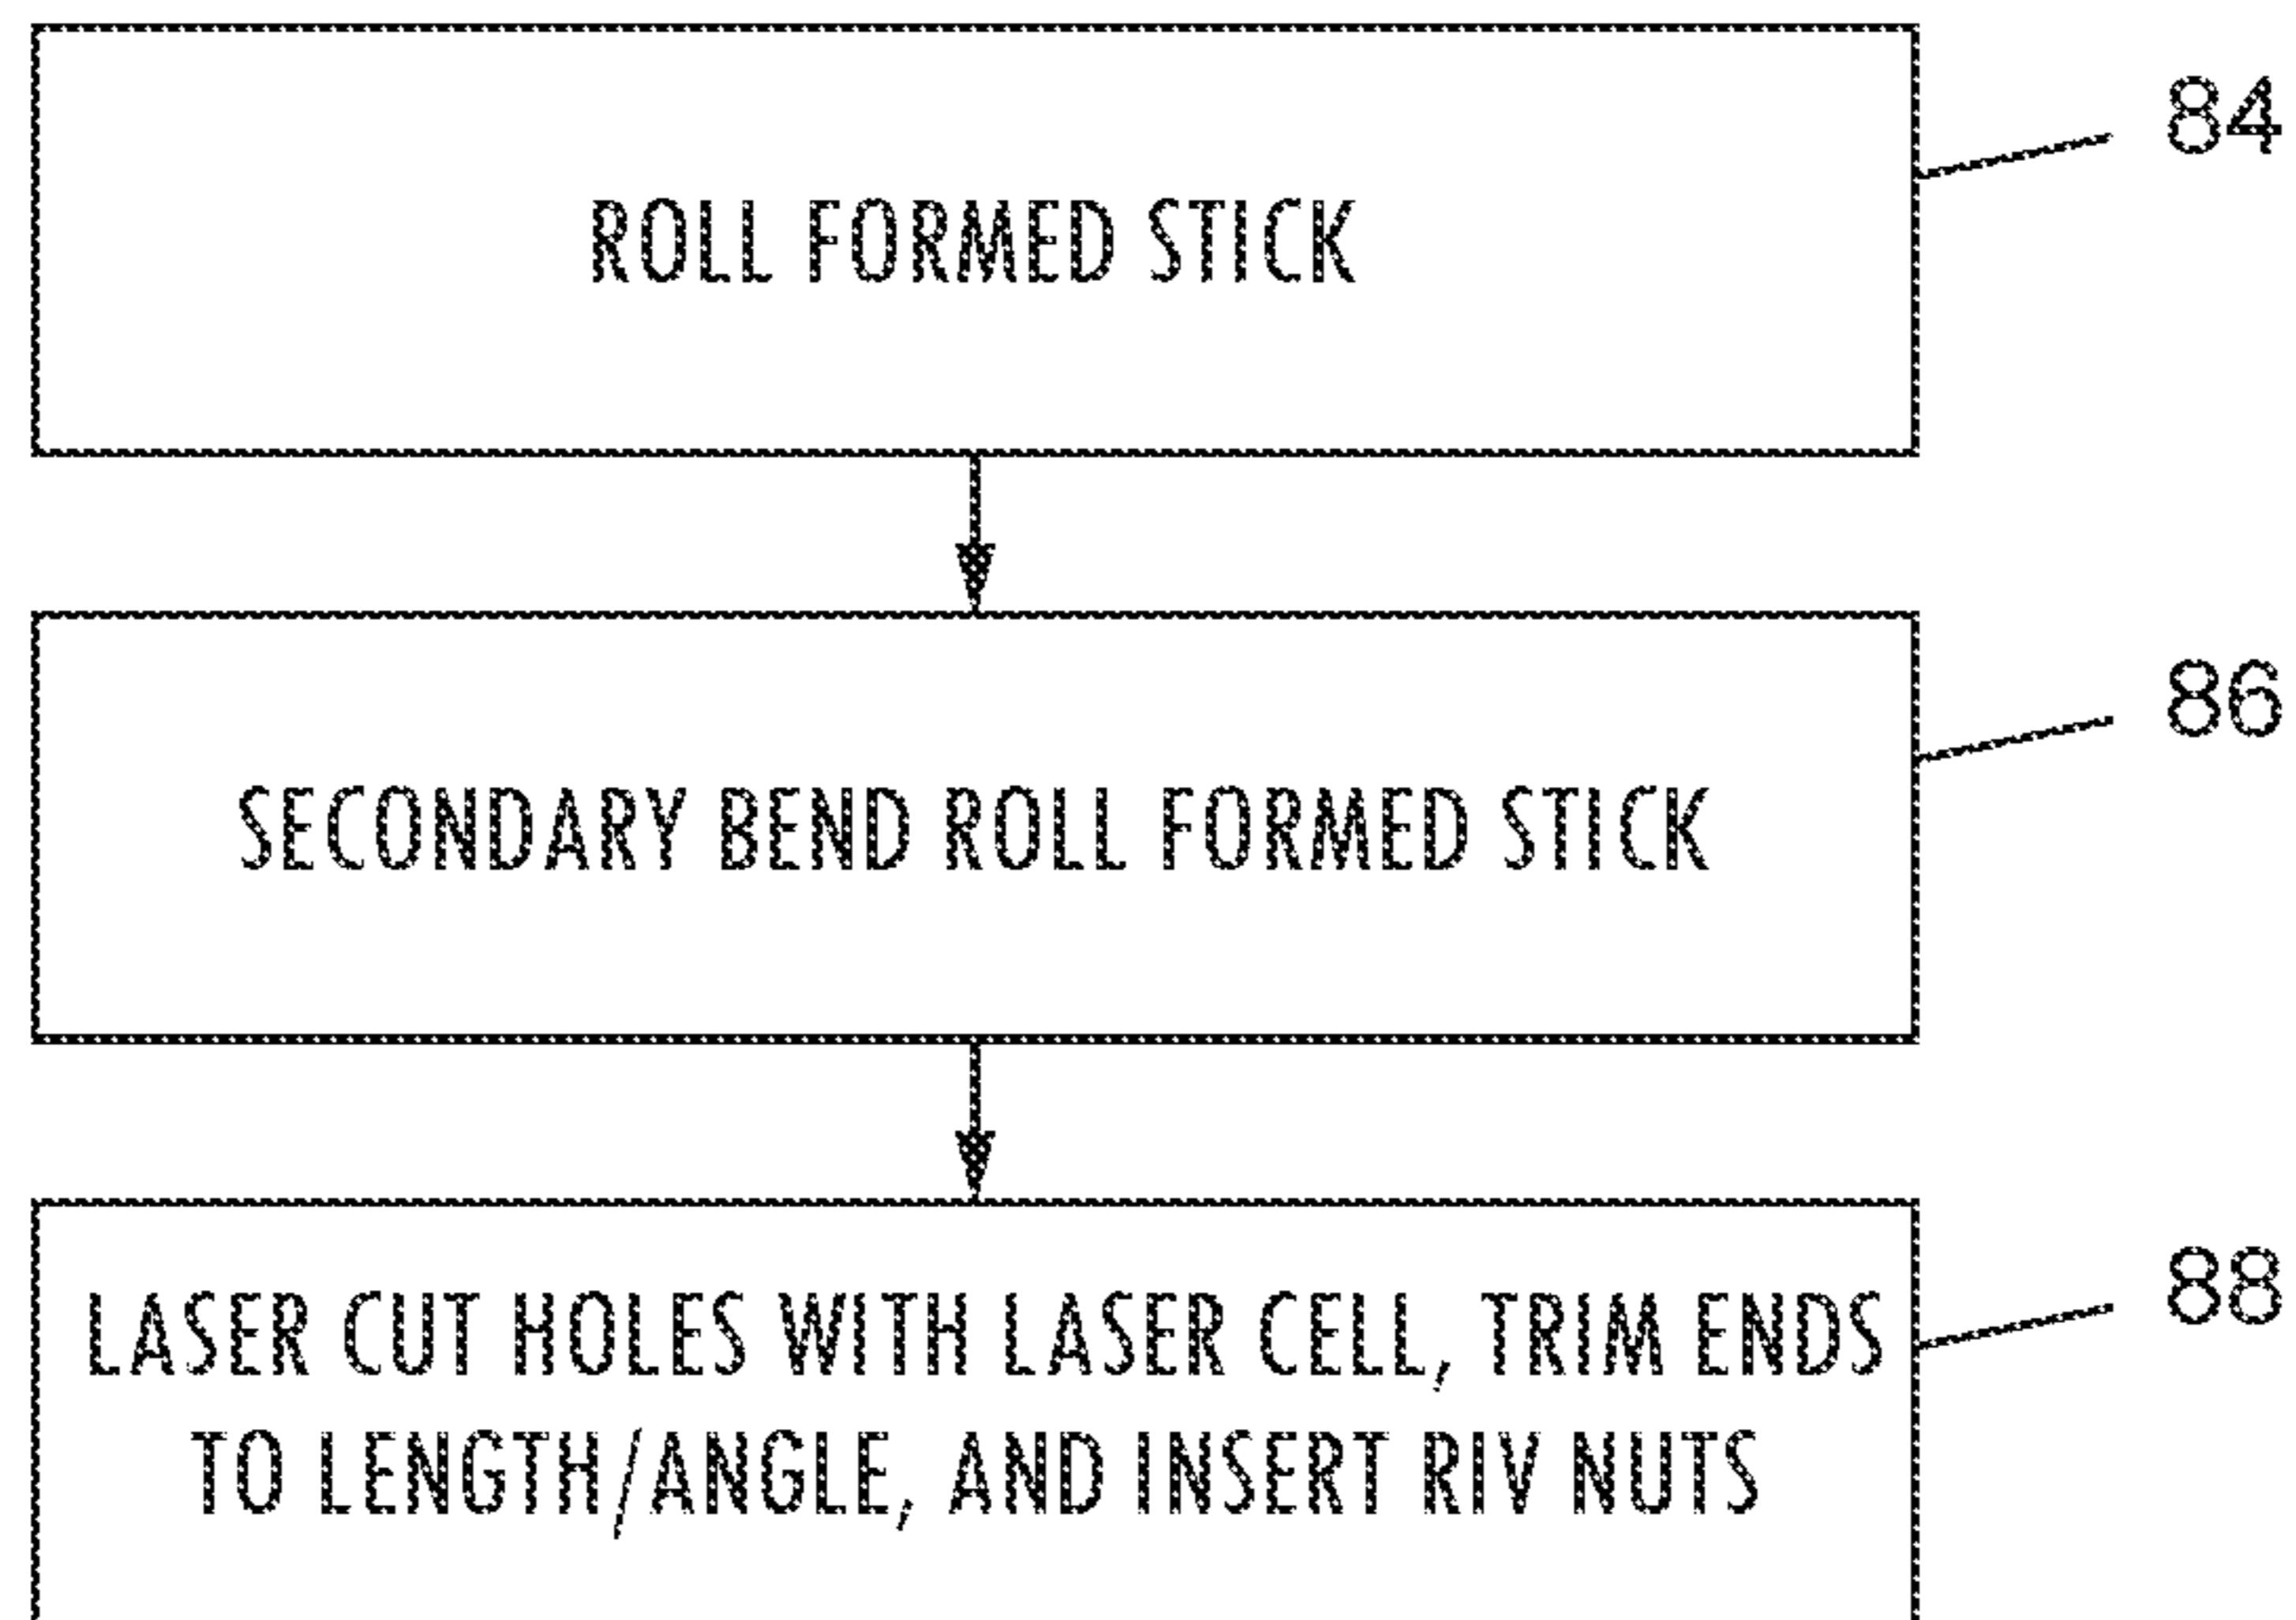 84
ROLL FORMED STICK
86
SECONDARY BEND ROLL FORMED STICK
88
LASER CUT HOLES WITH LASER CELL, TRIM ENDS
TO LENGTH/ANGLE, AND INSERT RIV NUTS